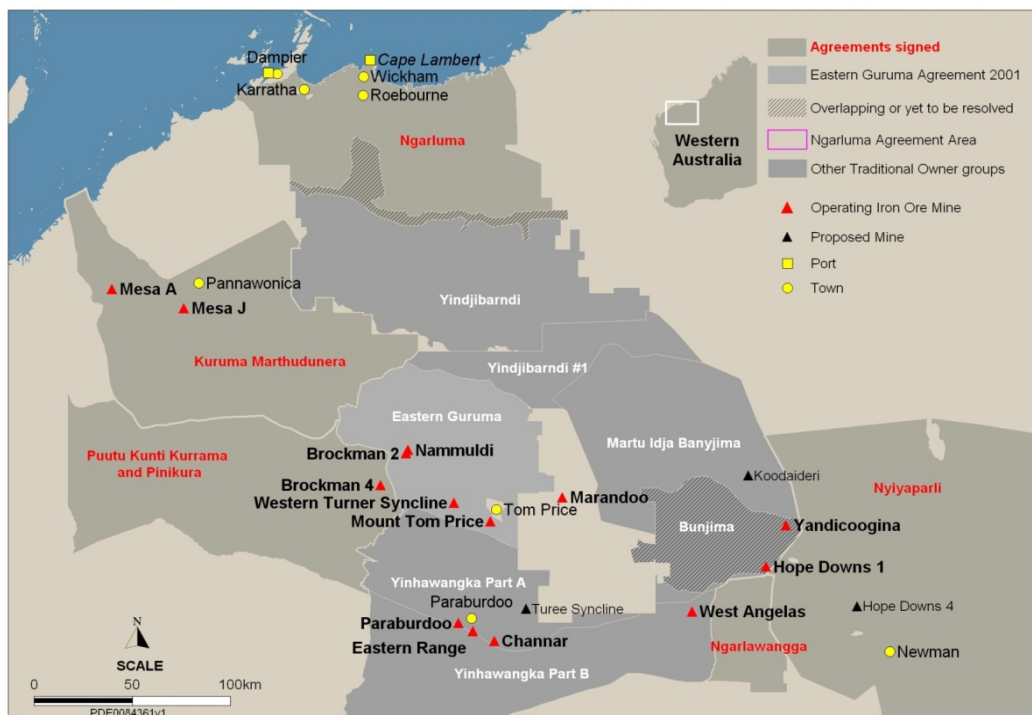 Dampier
Cape Lambert
Wickham
Karratha
Roebourne
Ngarluma
Western
Australia
Agreements signed
Eastern Guruma Agreement 2001
Overlapping or yet to be resolved
Ngarluma Agreement Area
Other Traditional Owner groups
Operating Iron Ore Mine
Proposed Mine
Port
Town
Mesa A
Pannawonica
Mesa J
Yindjibarndi
Kuruma Marthudunera
Yindjibarndi #1
Eastern Guruma
Martu Idja Banyjima
Puutu Kunti Kurrama
and Pinikura
Brockman 2
Nammuldi
Koodaideri
Nyiyaparli
Brockman 4
Western Turner Syncline
Marandoo
Tom Price
Mount Tom Price
Bunjima
Yandicoogina
Hope Downs 1
Yinhawangka Part A
Paraburdoo
Turee Syncline
West Angelas
Hope Downs 4
Paraburdoo
Eastern Range
Channar
Ngarlawangga
Newman
Yinhawangka Part B
N
SCALE
0 50 100km
PDE0084361v1